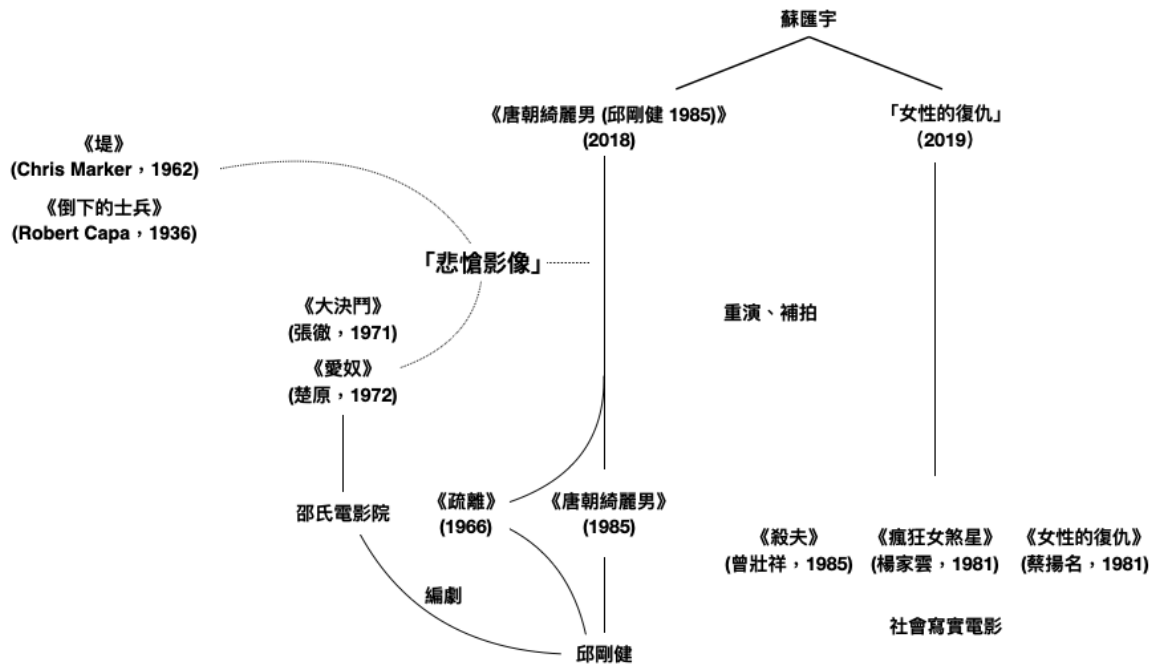 蘇匯宇
《唐朝綺麗男 (邱剛健 1985)》
(2018)
「女性的復仇」
（2019）
《堤》
(Chris Marker，1962)
《倒下的士兵》
(Robert Capa，1936)
「悲愴影像」
《大決鬥》
(張徹，1971)
《愛奴》
(楚原，1972)
重演、補拍
邵氏電影院
《疏離》
(1966)
《唐朝綺麗男》
(1985)
《殺夫》
(曾壯祥，1985)
《瘋狂女煞星》
(楊家雲，1981)
《女性的復仇》
(蔡揚名，1981)
編劇
社會寫實電影
邱剛健